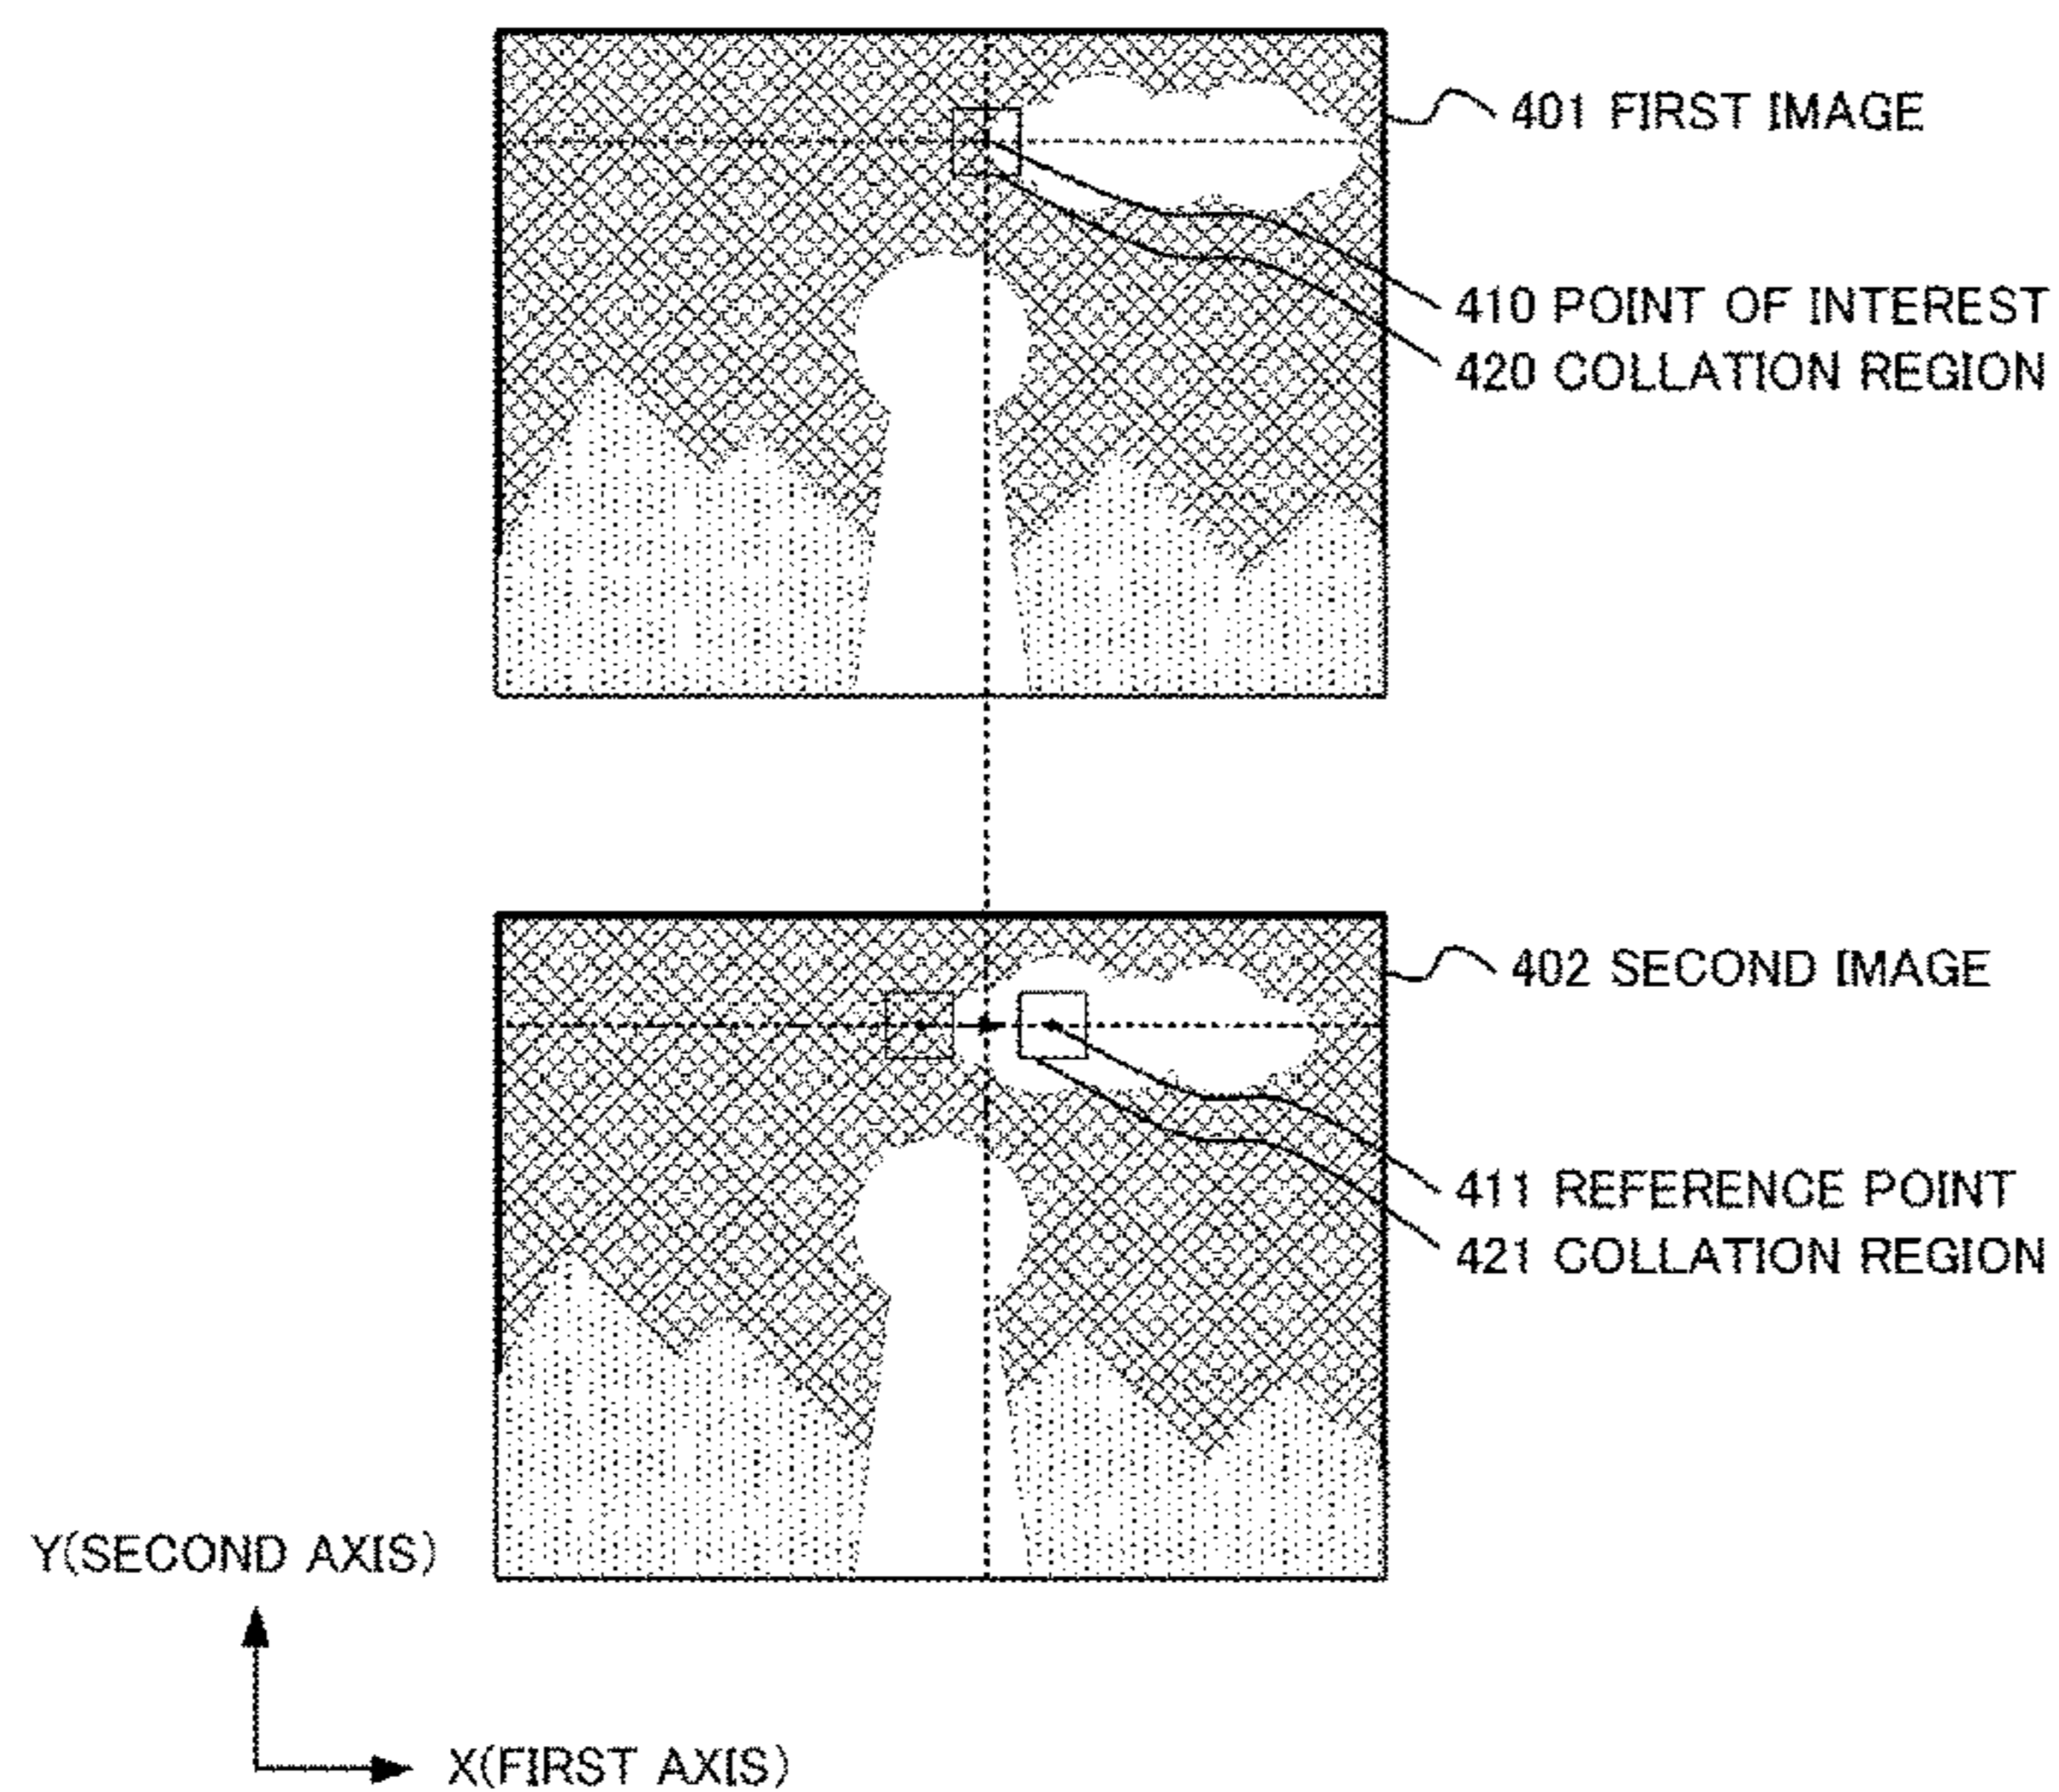 401 FIRST IMAGE
410 POINT OF INTEREST
420 COLLATION REGION
402 SECOND IMAGE
411 REFERENCE POINT
421 COLLATION REGION
Y(SECOND AXIS)
X(FIRST AXIS)